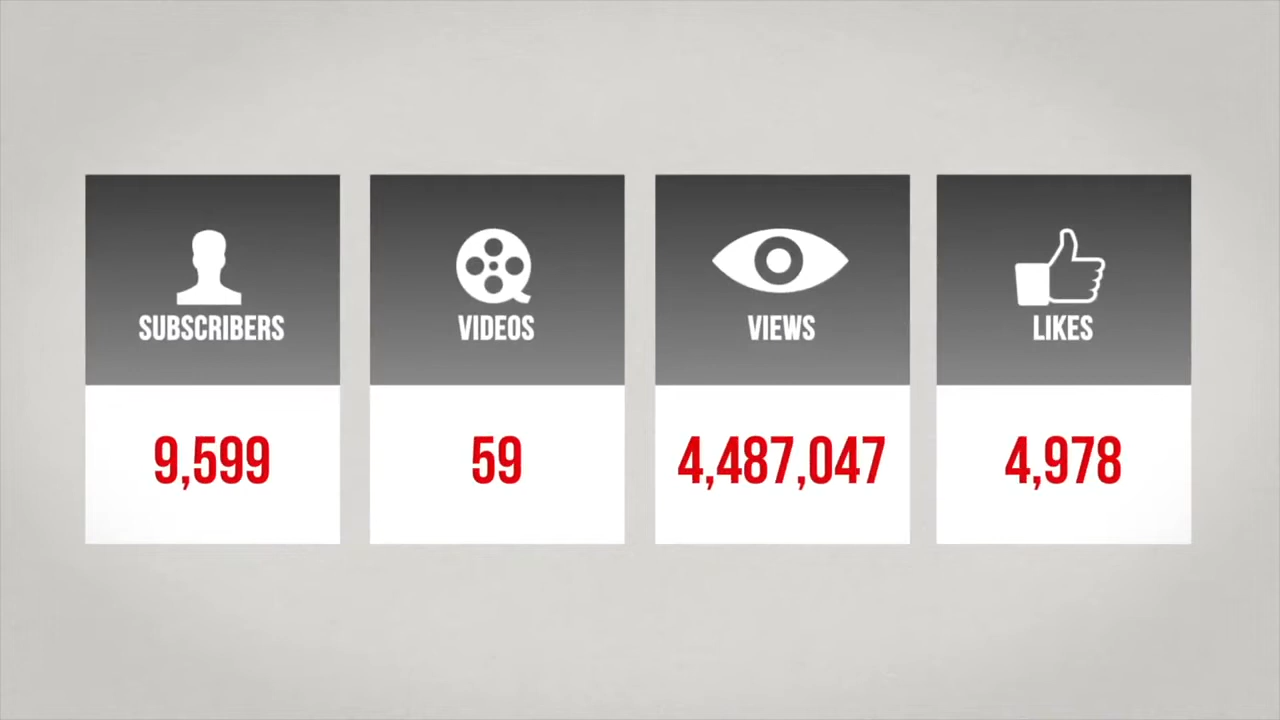 SUBSCRIBERS
9,599
VIDEOS
59
VIEWS
4,487,047
LIKES
4,978